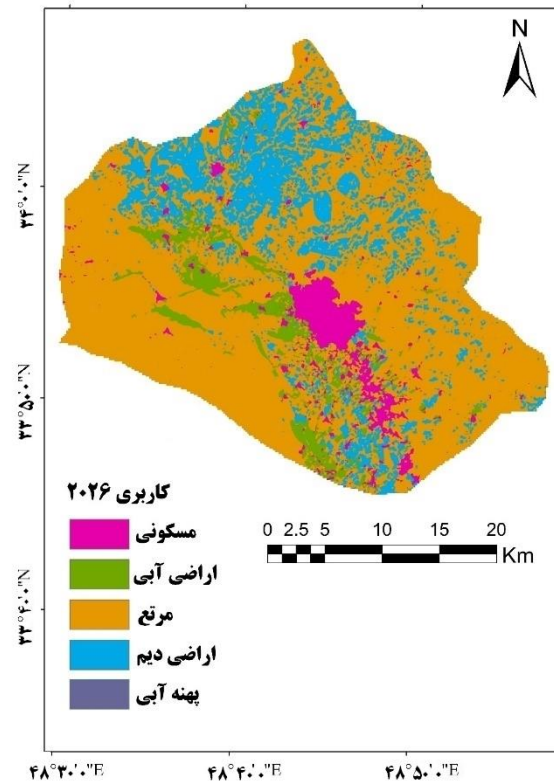 N
۳۴°۰'۰"N
۳۳°۵۰'۰"N
۳۳°۴۰'۰"N
کاربری ۲۰۲۶
مسکونی
اراضی آبی
مرتع
اراضی دیم
پهنه آبی
0 2.5 5 10 15 20
Km
۴۸°۳۰'۰"E ۴۸°۴۰'۰"E ۴۸°۵۰'۰"E